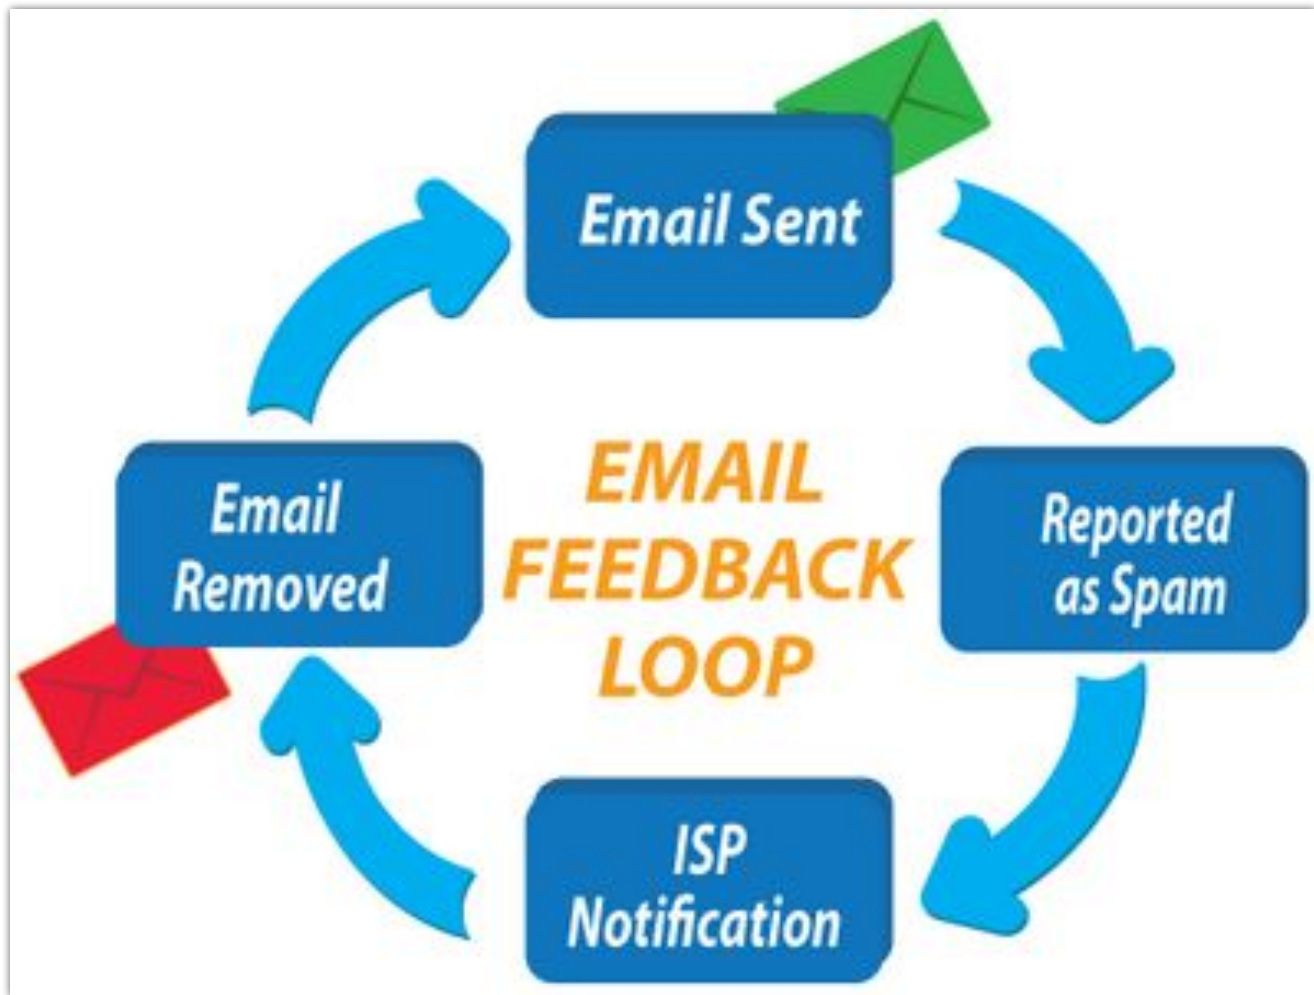 Email Sent
Reported
as Spam
ISP
Notification
Email
Removed
EMAIL
FEEDBACK
LOOP